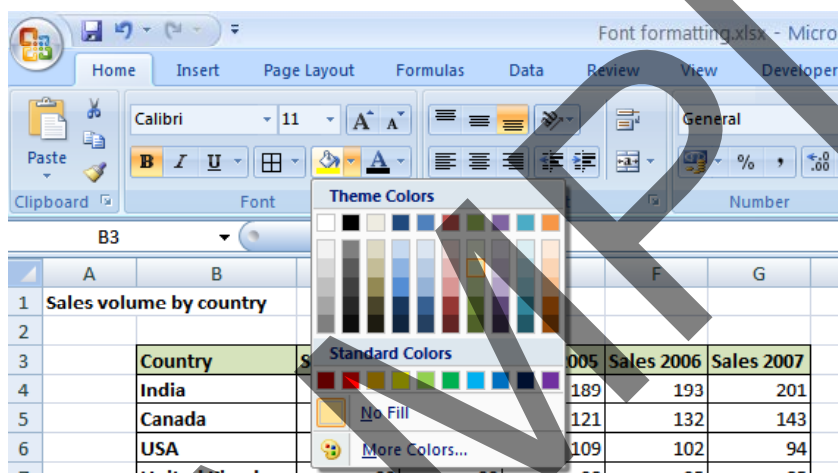 Font formatting.xlsx - Micro
Home Insert Page Layout Formulas Data Review View Developer
Calibri 11 A A General
Paste B I U A a % , .00
Clipboard Font Number
Theme Colors
B3
A B F G
1 Sales volume by country
2
Standard Colors
3 Country S 2005 Sales 2006 Sales 2007
4 India 189 193 201
No Fill
5 Canada 121 132 143
More Colors...
6 USA 109 102 94